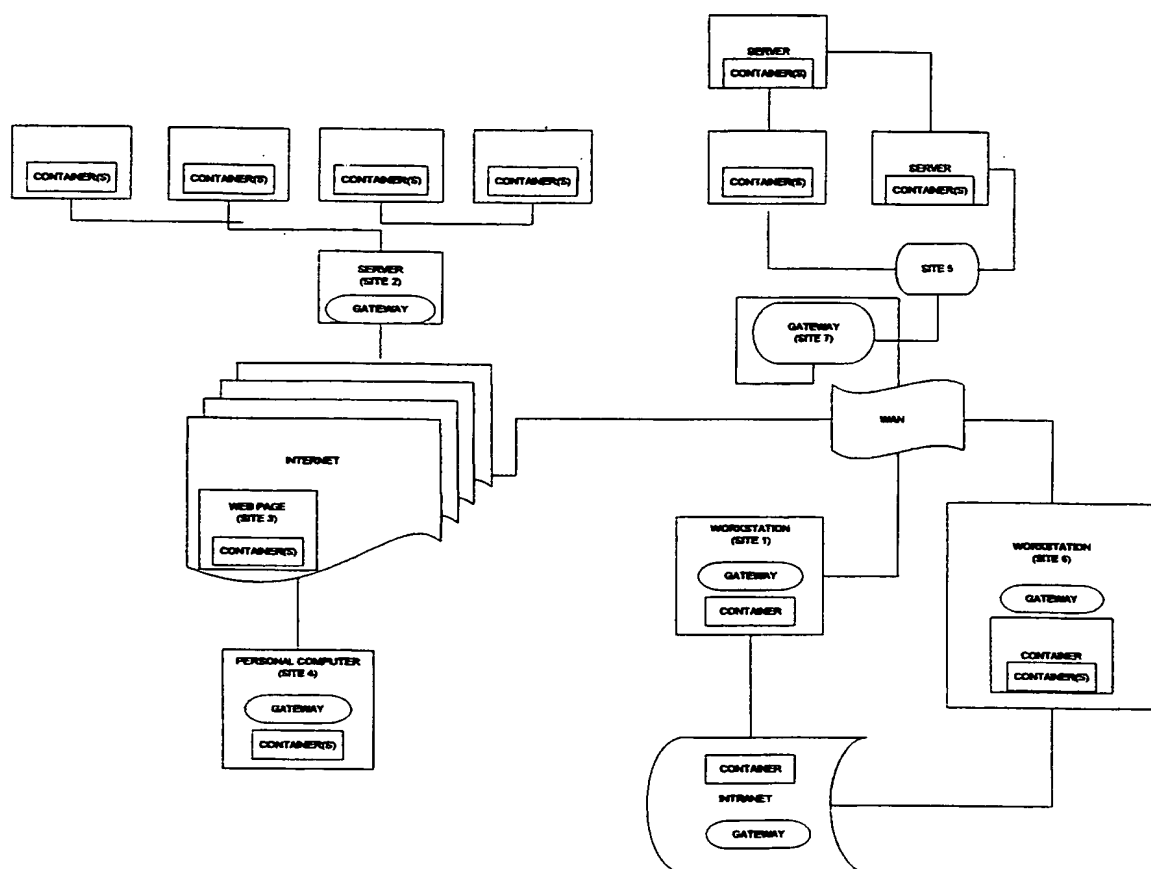 SERVER
CONTAINER(S)
CONTAINER(S)
CONTAINER(S)
CONTAINER(S)
CONTAINER(S)
CONTAINER(S)
SERVER
CONTAINER(S)
SERVER
(SITE 2)
GATEWAY
SITE 5
GATEWAY
(SITE 7)
WAN
INTERNET
WEB PAGE
(SITE 3)
CONTAINER(S)
WORKSTATION
(SITE 1)
GATEWAY
CONTAINER
WORKSTATION
(SITE 6)
GATEWAY
CONTAINER
CONTAINER(S)
PERSONAL COMPUTER
(SITE 4)
GATEWAY
CONTAINER(S)
CONTAINER
INTRANET
GATEWAY